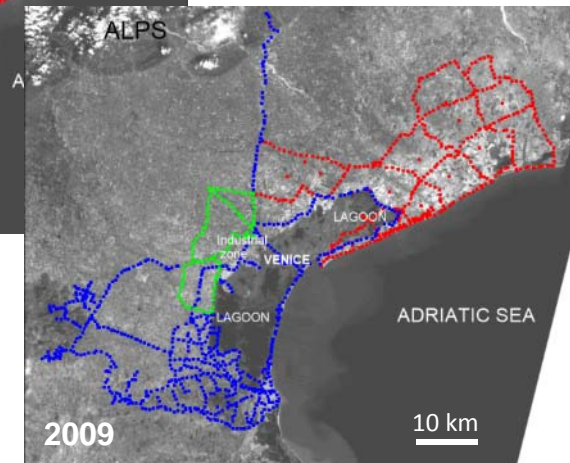 ALPS
A
LAGOON
Industrial
zone
VENICE
LAGOON
ADRIATIC SEA
2009
10 km